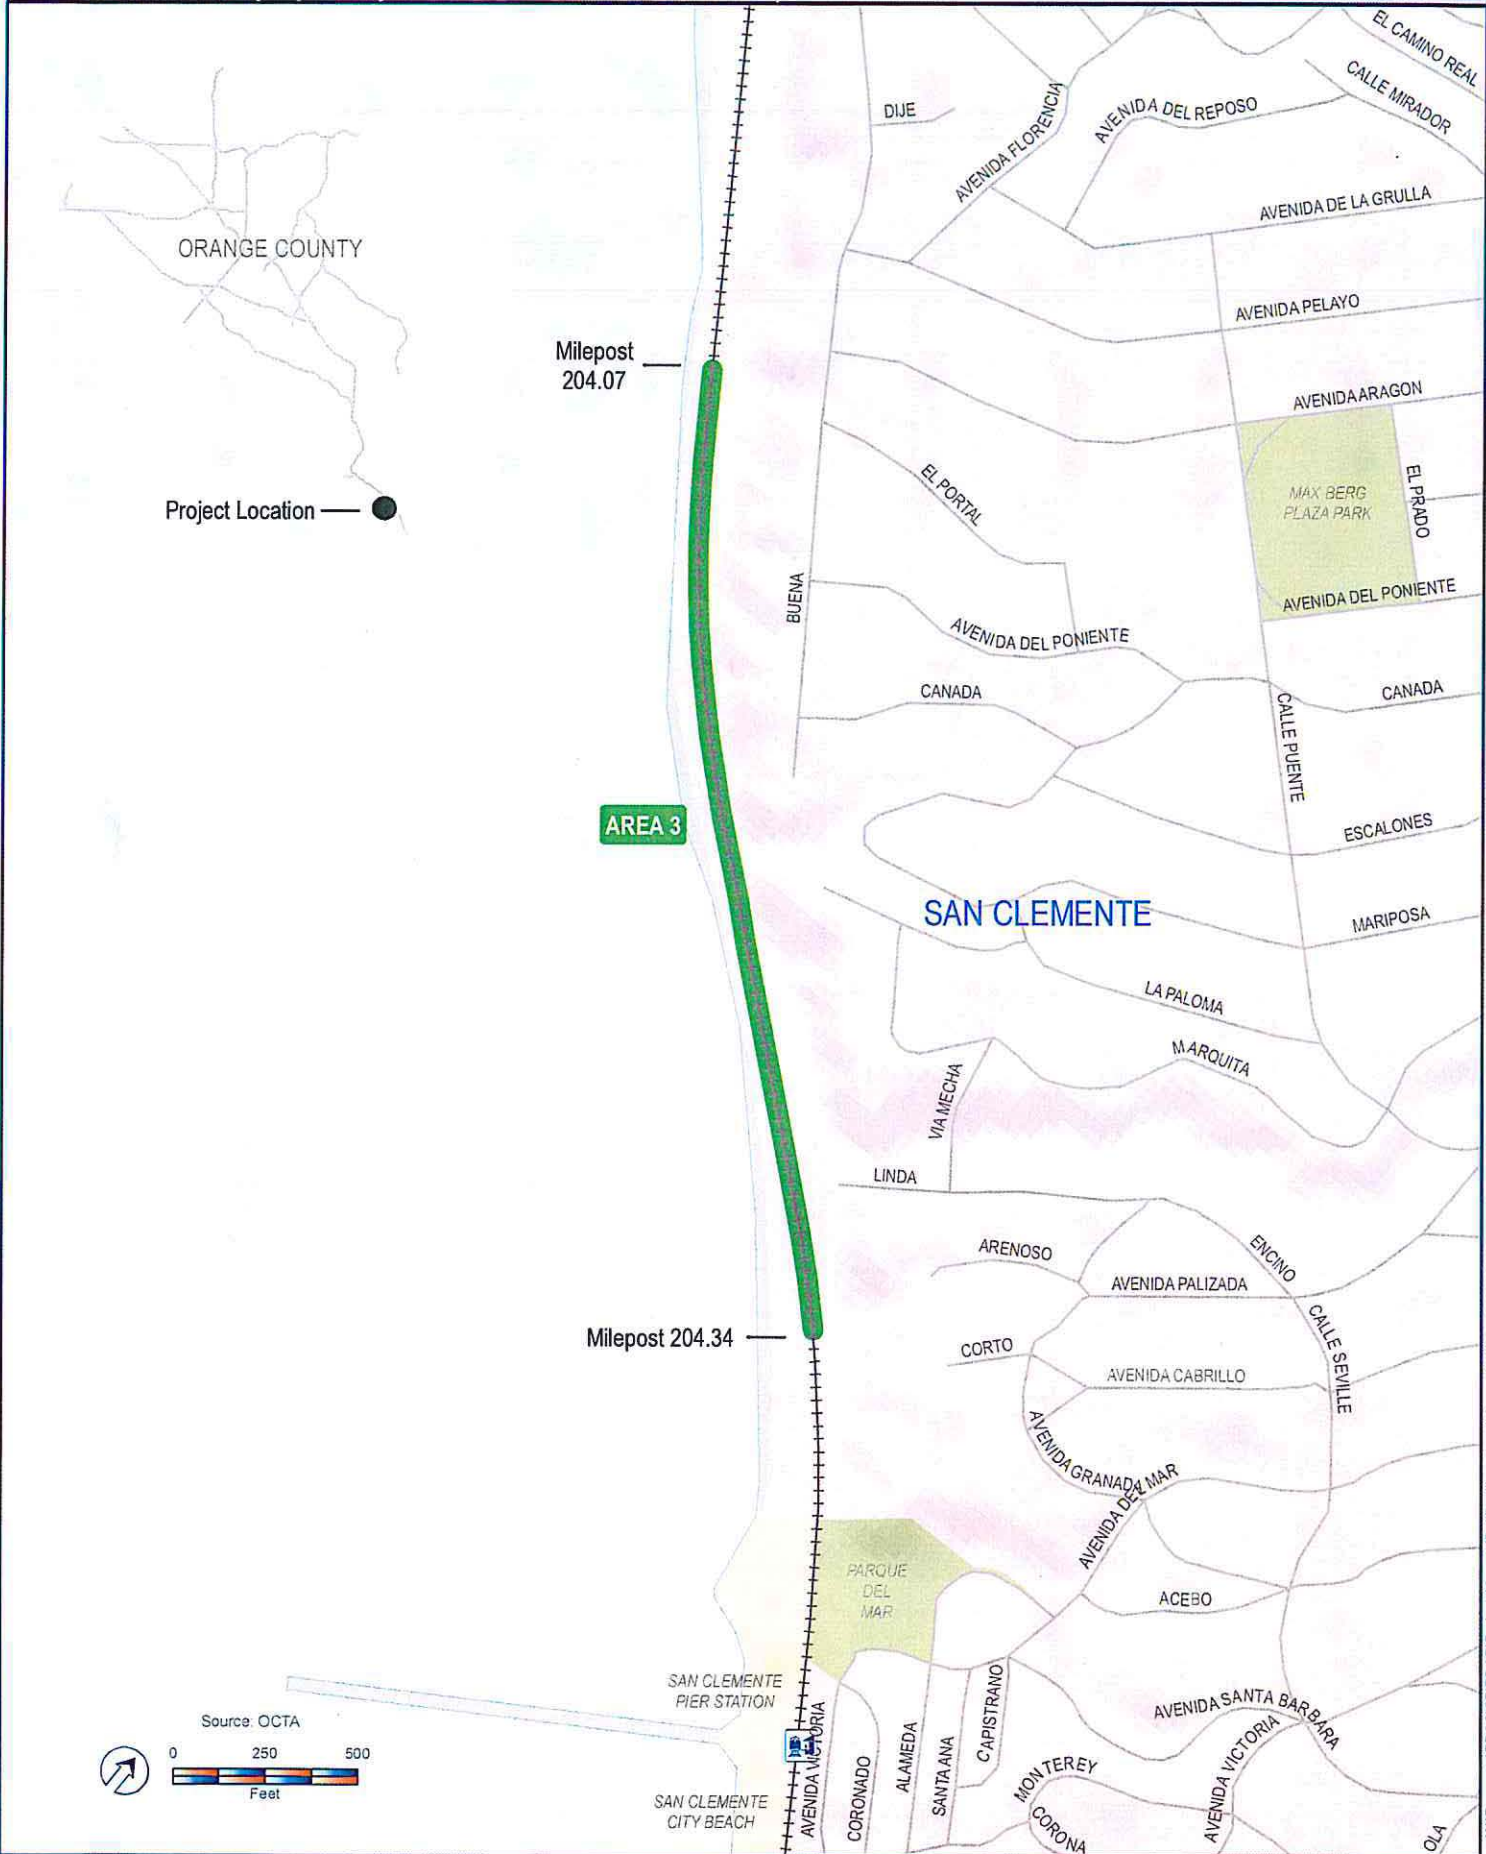 EL CAMINO REAL
CALLE MIRADOR
DIJE
AVENIDA FLORENCIA
AVENIDA DEL REPOSO
AVENIDA DE LA GRULLA
ORANGE COUNTY
AVENIDA PELAYO
Milepost
204.07
AVENIDA ARAGON
EL PORTAL
MAX BERG
PLAZA PARK
EL PRADO
Project Location
BUENA
AVENIDA DEL PONIENTE
AVENIDA DEL PONIENTE
CANADA
CANADA
CALLE PUENTE
AREA 3
ESCALONES
SAN CLEMENTE
MARIPOSA
LA PALOMA
MARQUITA
VIA MECHA
LINDA
ARENOSO
ENCINO
AVENIDA PALIZADA
Milepost 204.34
CORTO
CALLE SEVILLE
AVENIDA CABRILLO
AVENIDA GRANADA
AVENIDA DEL MAR
PARQUE
DEL
MAR
ACEBO
SAN CLEMENTE
PIER STATION
AVENIDA VICTORIA
CORONADO
ALAMEDA
SANTA ANA
CAPISTRANO
AVENIDA SANTA BARBARA
AVENIDA VICTORIA
MONTEREY
CORONA
OLA
Source: OCTA
0 250 500
Feet
SAN CLEMENTE
CITY BEACH